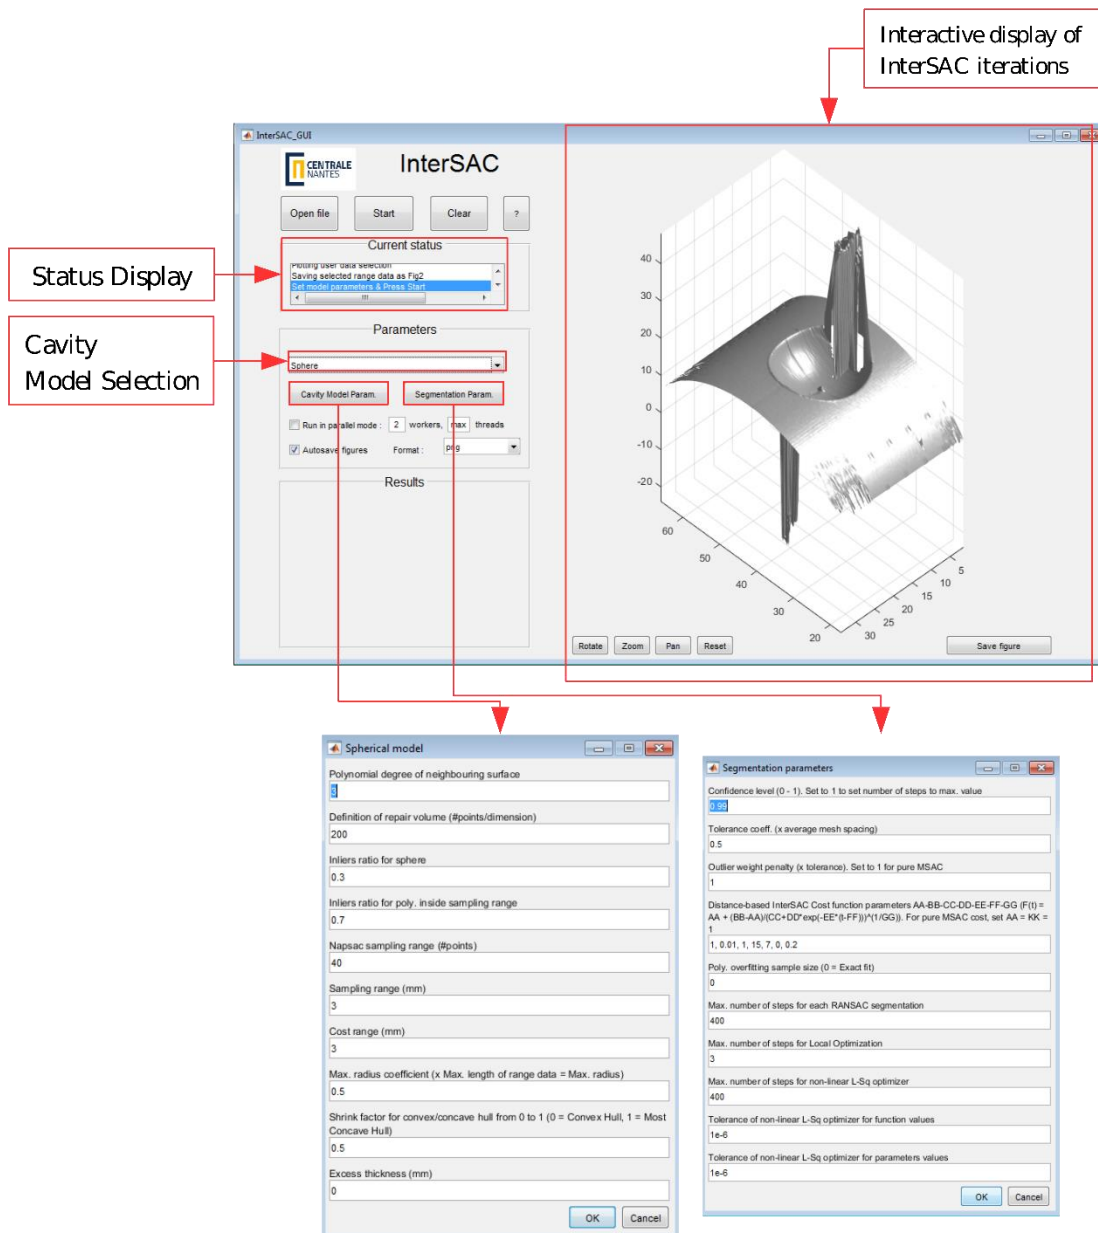 Interactive display of
InterSAC iterations
InterSAC_GUI
CENTRALE
NANTES
InterSAC
Open file
Start
Clear
?
Current status
Plotting user data selection
Saving selected range data as Fig2
Set model parameters & Press Start
Status Display
Cavity
Model Selection
Parameters
Sphere
Cavity Model Param.
Segmentation Param.
Run in parallel mode : 2 workers, max threads
Autosave figures Format : png
Results
40
30
20
10
0
-10
-20
60
50
40
30
20
5
10
15
20
25
30
Rotate
Zoom
Pan
Reset
Save figure
Spherical model
Polynomial degree of neighbouring surface
3
Definition of repair volume (#points/dimension)
200
Inliers ratio for sphere
0.3
Inliers ratio for poly. inside sampling range
0.7
Napsac sampling range (#points)
40
Sampling range (mm)
3
Cost range (mm)
3
Max. radius coefficient (x Max. length of range data = Max. radius)
0.5
Shrink factor for convex/concave hull from 0 to 1 (0 = Convex Hull, 1 = Most
Concave Hull)
0.5
Excess thickness (mm)
0
OK
Cancel
Segmentation parameters
Confidence level (0 - 1). Set to 1 to set number of steps to max. value
0.99
Tolerance coeff. (x average mesh spacing)
0.5
Outlier weight penalty (x tolerance). Set to 1 for pure MSAC
1
Distance-based InterSAC Cost function parameters AA-BB-CC-DD-EE-FF-GG (F(t) =
AA + (BB-AA)/(CC+DD*exp(-EE*(t-FF)))^(1/GG)). For pure MSAC cost, set AA = KK =
1
1, 0.01, 1, 15, 7, 0, 0.2
Poly. overfitting sample size (0 = Exact fit)
0
Max. number of steps for each RANSAC segmentation
400
Max. number of steps for Local Optimization
3
Max. number of steps for non-linear L-Sq optimizer
400
Tolerance of non-linear L-Sq optimizer for function values
1e-6
Tolerance of non-linear L-Sq optimizer for parameters values
1e-6
OK
Cancel